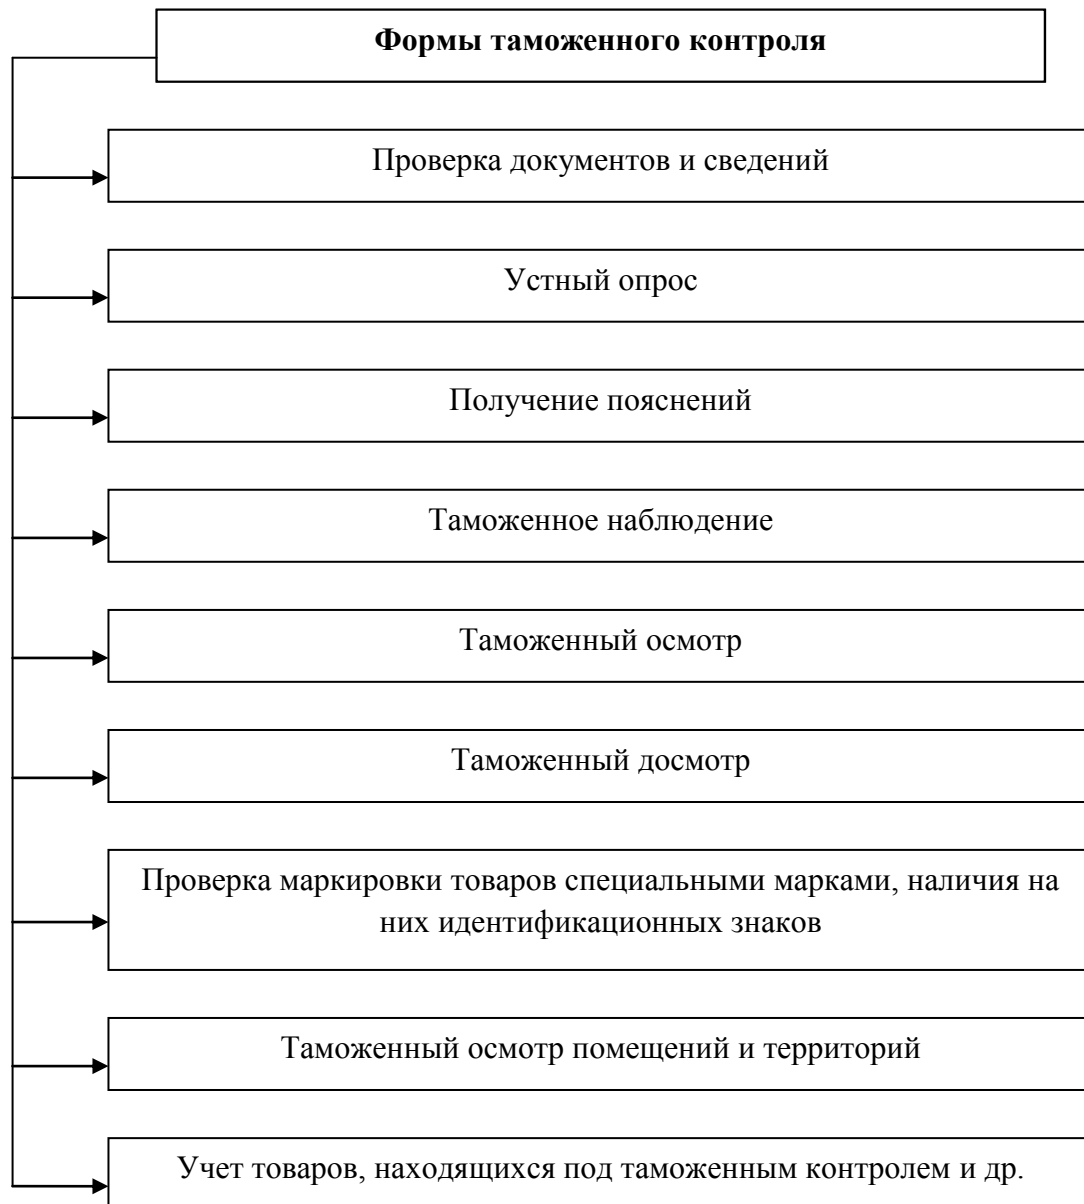 Формы таможенного контроля
Проверка документов и сведений
Устный опрос
Получение пояснений
Таможенное наблюдение
Таможенный осмотр
Таможенный досмотр
Проверка маркировки товаров специальными марками, наличия на
них идентификационных знаков
Таможенный осмотр помещений и территорий
Учет товаров, находящихся под таможенным контролем и др.